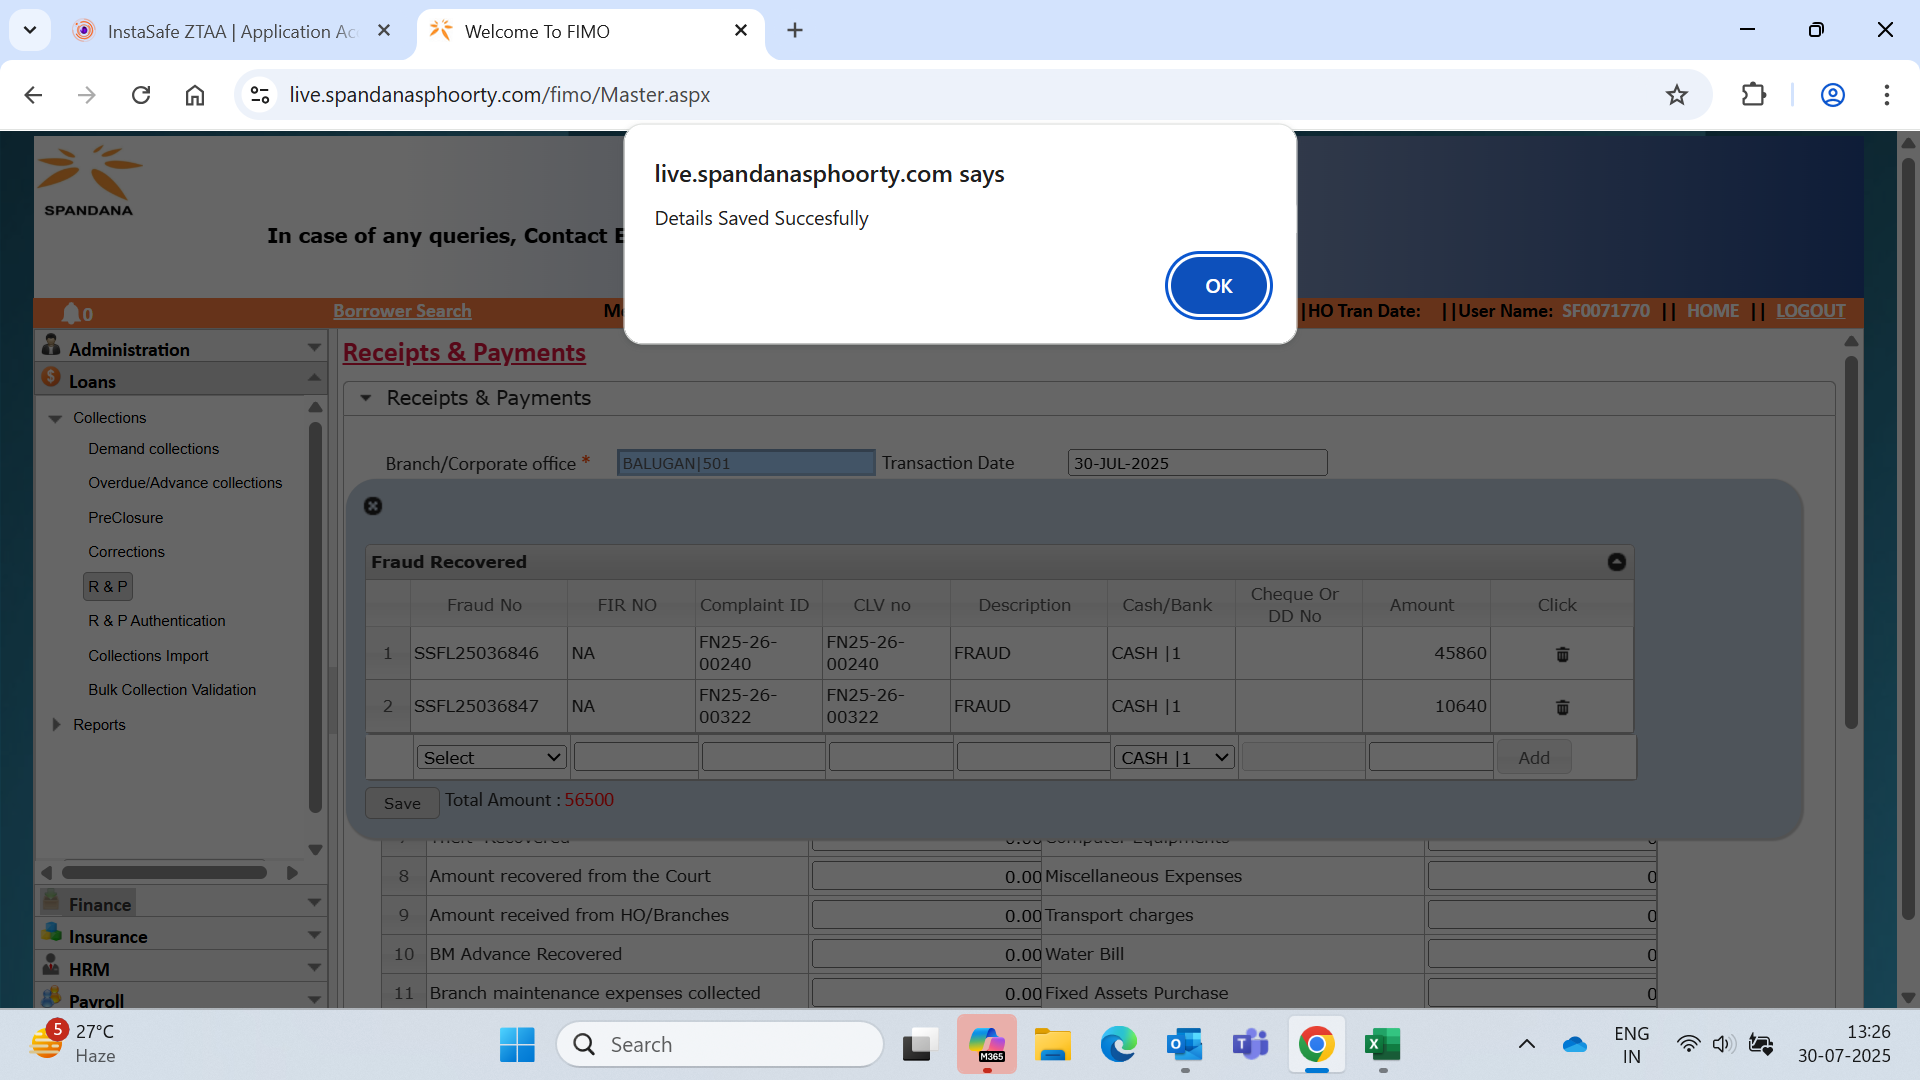 InstaSafe ZTAA | Application Ac
Welcome To FIMO
live.spandanasphoorty.com/fimo/Master.aspx
live.spandanasphoorty.com says
Details Saved Succesfully
OK
SPANDANA
In case of any queries, Contact
0
Borrower Search
|HO Tran Date: ||User Name: SF0071770 || HOME || LOGOUT
Administration
Loans
Collections
Demand collections
Overdue/Advance collections
PreClosure
Corrections
R & P
R & P Authentication
Collections Import
Bulk Collection Validation
Reports
Finance
Insurance
HRM
Payroll
Receipts & Payments
Receipts & Payments
Branch/Corporate office * BALUGAN|501 Transaction Date 30-JUL-2025
Fraud Recovered
Fraud No FIR NO Complaint ID CLV no Description Cash/Bank Cheque Or DD No Amount Click
1 SSFL25036846 NA FN25-26-00240 FN25-26-00240 FRAUD CASH |1 45860
2 SSFL25036847 NA FN25-26-00322 FN25-26-00322 FRAUD CASH |1 10640
Select CASH |1 Add
Save Total Amount : 56500
8 Amount recovered from the Court 0.00 Miscellaneous Expenses 0
9 Amount received from HO/Branches 0.00 Transport charges 0
10 BM Advance Recovered 0.00 Water Bill 0
11 Branch maintenance expenses collected 0.00 Fixed Assets Purchase 0
5
27°C
Haze
Search
M365
ENG
IN
13:26
30-07-2025